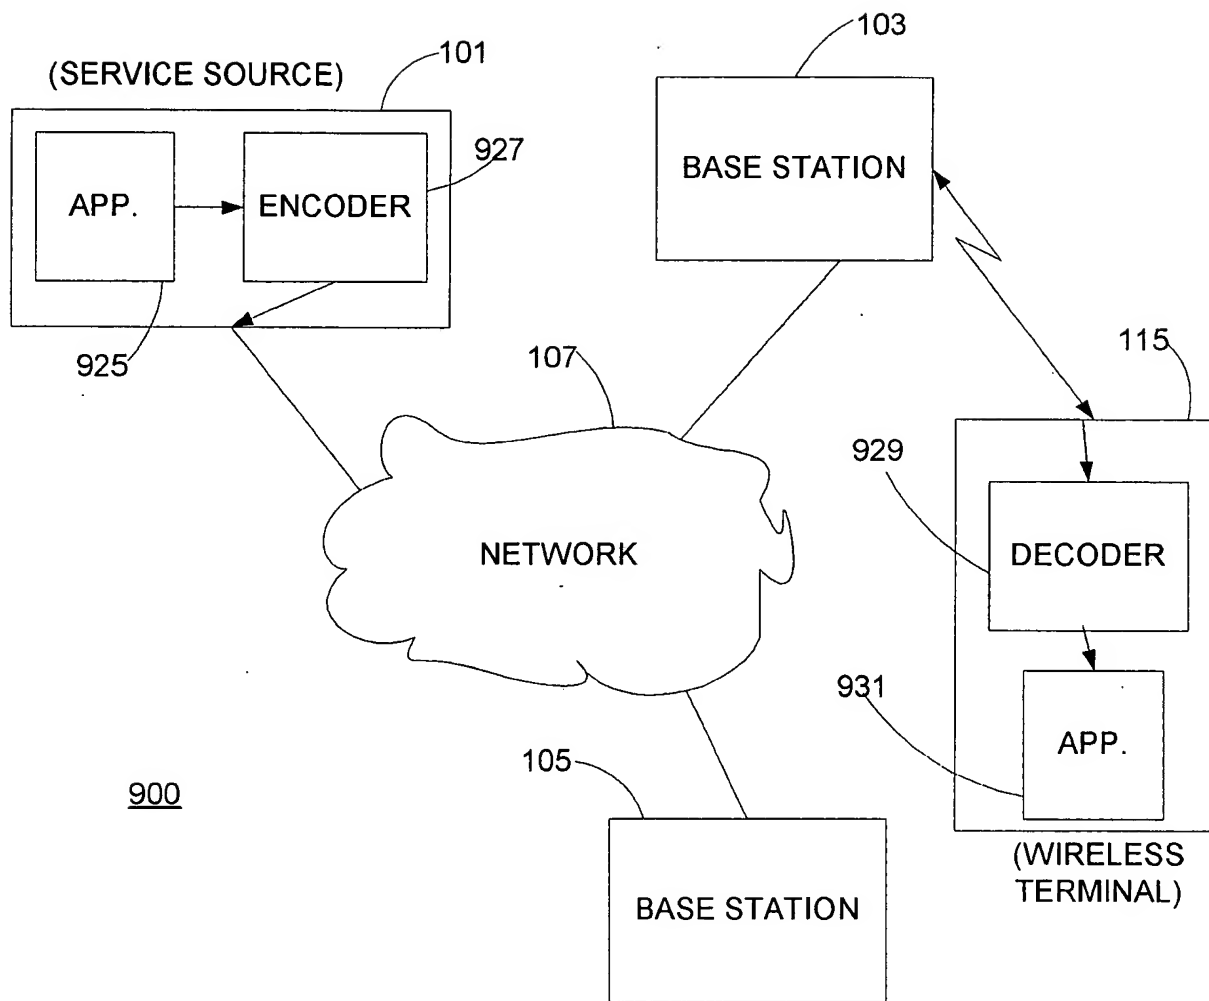 103
101
(SERVICE SOURCE)
927
APP.
ENCODER
BASE STATION
925
107
115
929
NETWORK
DECODER
931
APP.
105
900
(WIRELESS
TERMINAL)
BASE STATION